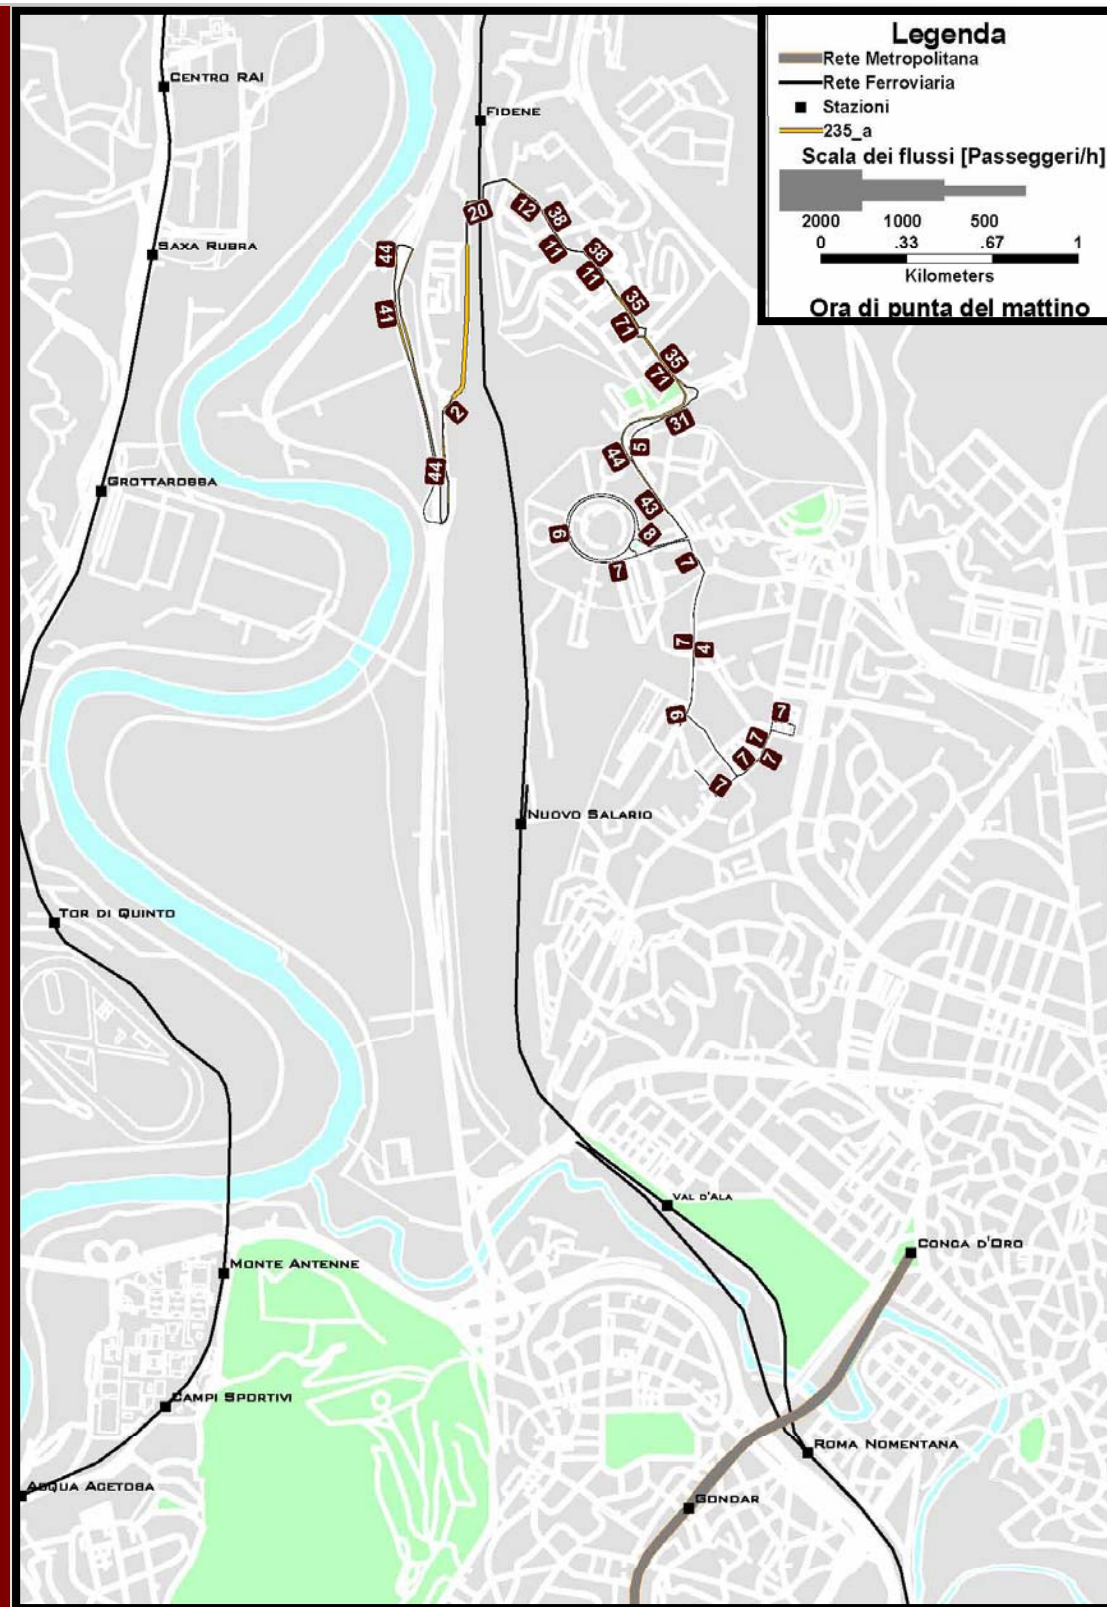 Legenda
Rete Metropolitana
Rete Ferroviaria
Stazioni
235_a
Scala dei flussi [Passeggeri/h]
2000 1000 500
0 .33 .67 1
Kilometers
Ora di punta del mattino
CENTRO RAI
FIDENE
SAXA RUBRA
GROTTAROSSA
NUOVO SALARIO
TOR DI QUINTO
VAL D'ALA
CONCA D'ORO
MONTE ANTENNE
CAMPI SPORTIVI
ROMA NOMENTANA
ACQUA ACETOSA
GONDAR
20
12
38
11
38
11
35
71
35
71
31
5
44
43
8
9
7
7
7
4
9
7
7
7
7
7
44
41
2
44